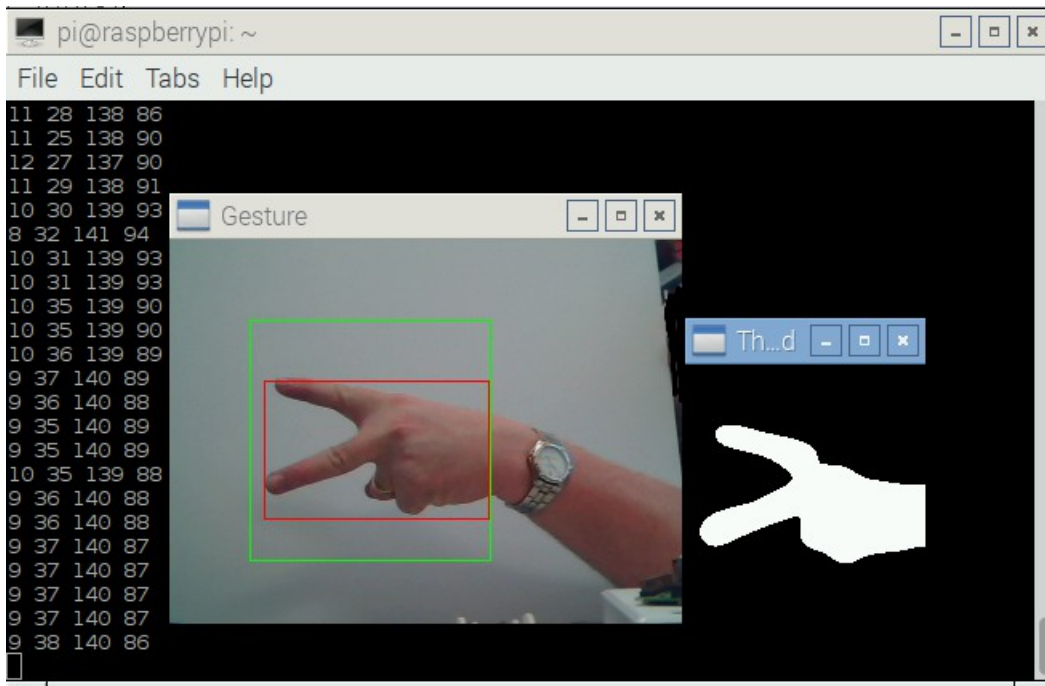 pi@raspberrypi: ~
File Edit Tabs Help
11 28 138 86
11 25 138 90
12 27 137 90
11 29 138 91
10 30 139 93
8 32 141 94
10 31 139 93
10 31 139 93
10 35 139 90
10 35 139 90
10 36 139 89
9 37 140 89
9 36 140 88
9 35 140 89
9 35 140 89
10 35 139 88
9 36 140 88
9 36 140 88
9 37 140 87
9 37 140 87
9 37 140 87
9 37 140 87
9 38 140 86
Gesture
Th...d